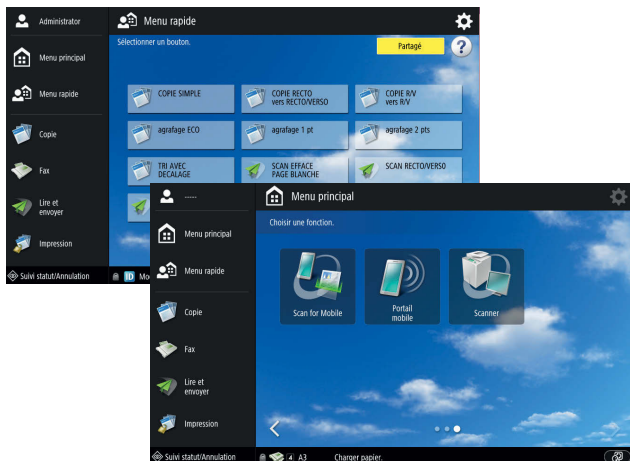 Administrator
Menu rapide
Sélectionner un bouton.
Partagé
?
Menu principal
Menu rapide
COPIE SIMPLE
COPIE RECTO
vers RECTO/VERSO
COPIE R/V
vers R/V
Copie
agrafage ECO
agrafage 1 pt
agrafage 2 pts
Fax
TRI AVEC
DECALAGE
SCAN EFFACE
PAGE BLANCHE
SCAN RECTO/VERSO
Lire et
envoyer
Impression
Suivi statut/Annulation
ID
-----
Menu principal
Choisir une fonction.
Menu principal
Menu rapide
Scan for Mobile
Portail
mobile
Scanner
Copie
Fax
Lire et
envoyer
Impression
Suivi statut/Annulation
4 A3
Charger papier.